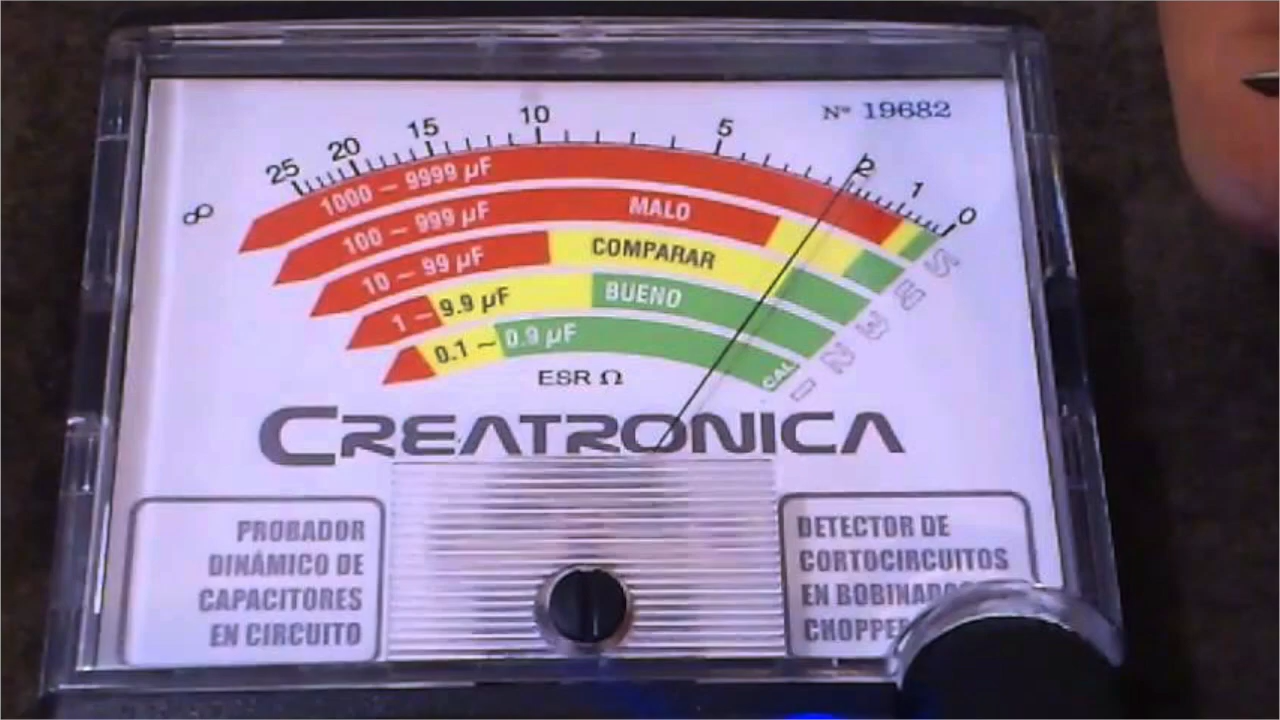 Nº 19682
∞ 25 20 15 10 5 2 1 0
1000 – 9999 µF
100 – 999 µF MALO
10 – 99 µF COMPARAR
1 – 9.9 µF BUENO
0.1 – 0.9 µF CAL
1 2 3 4 5
ESR Ω
CREATRONICA
PROBADOR
DINÁMICO DE
CAPACITORES
EN CIRCUITO
DETECTOR DE
CORTOCIRCUITOS
EN